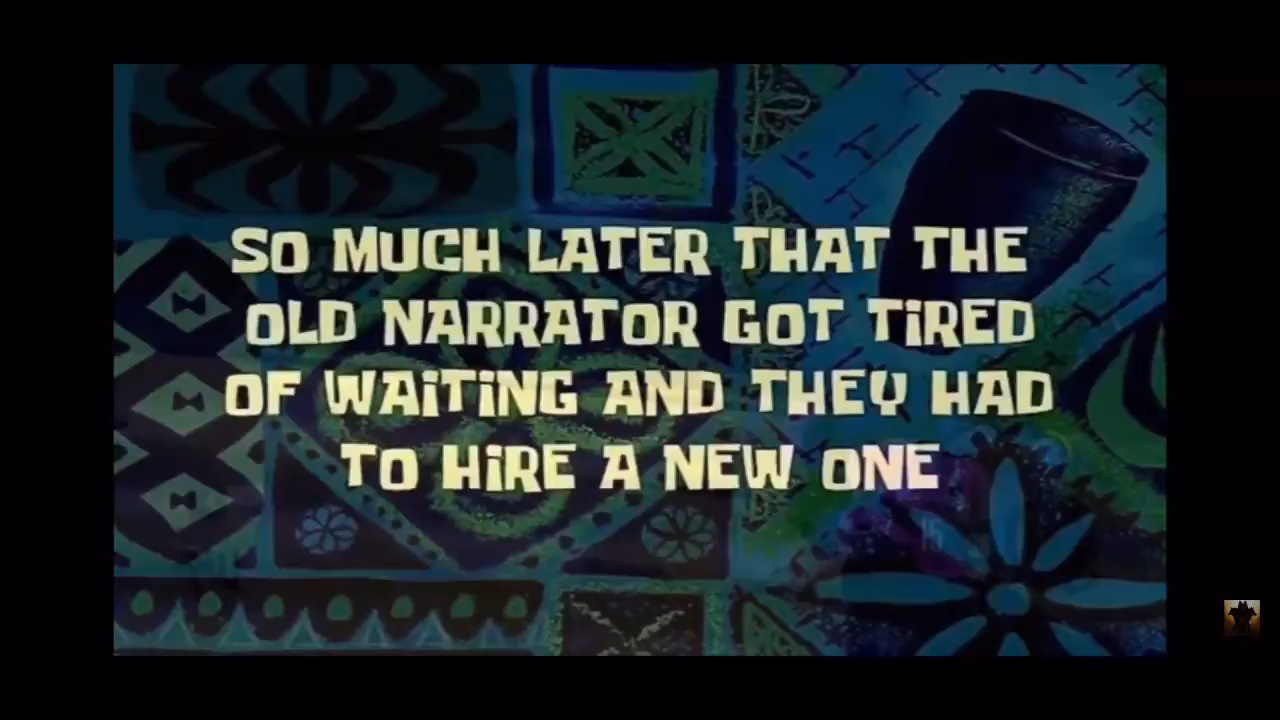 SO MUCH LATER THAT THE
OLD NARRATOR GOT TiRED
OF WAiTiNG AND THEY HAD
TO HiRE A NEW ONE